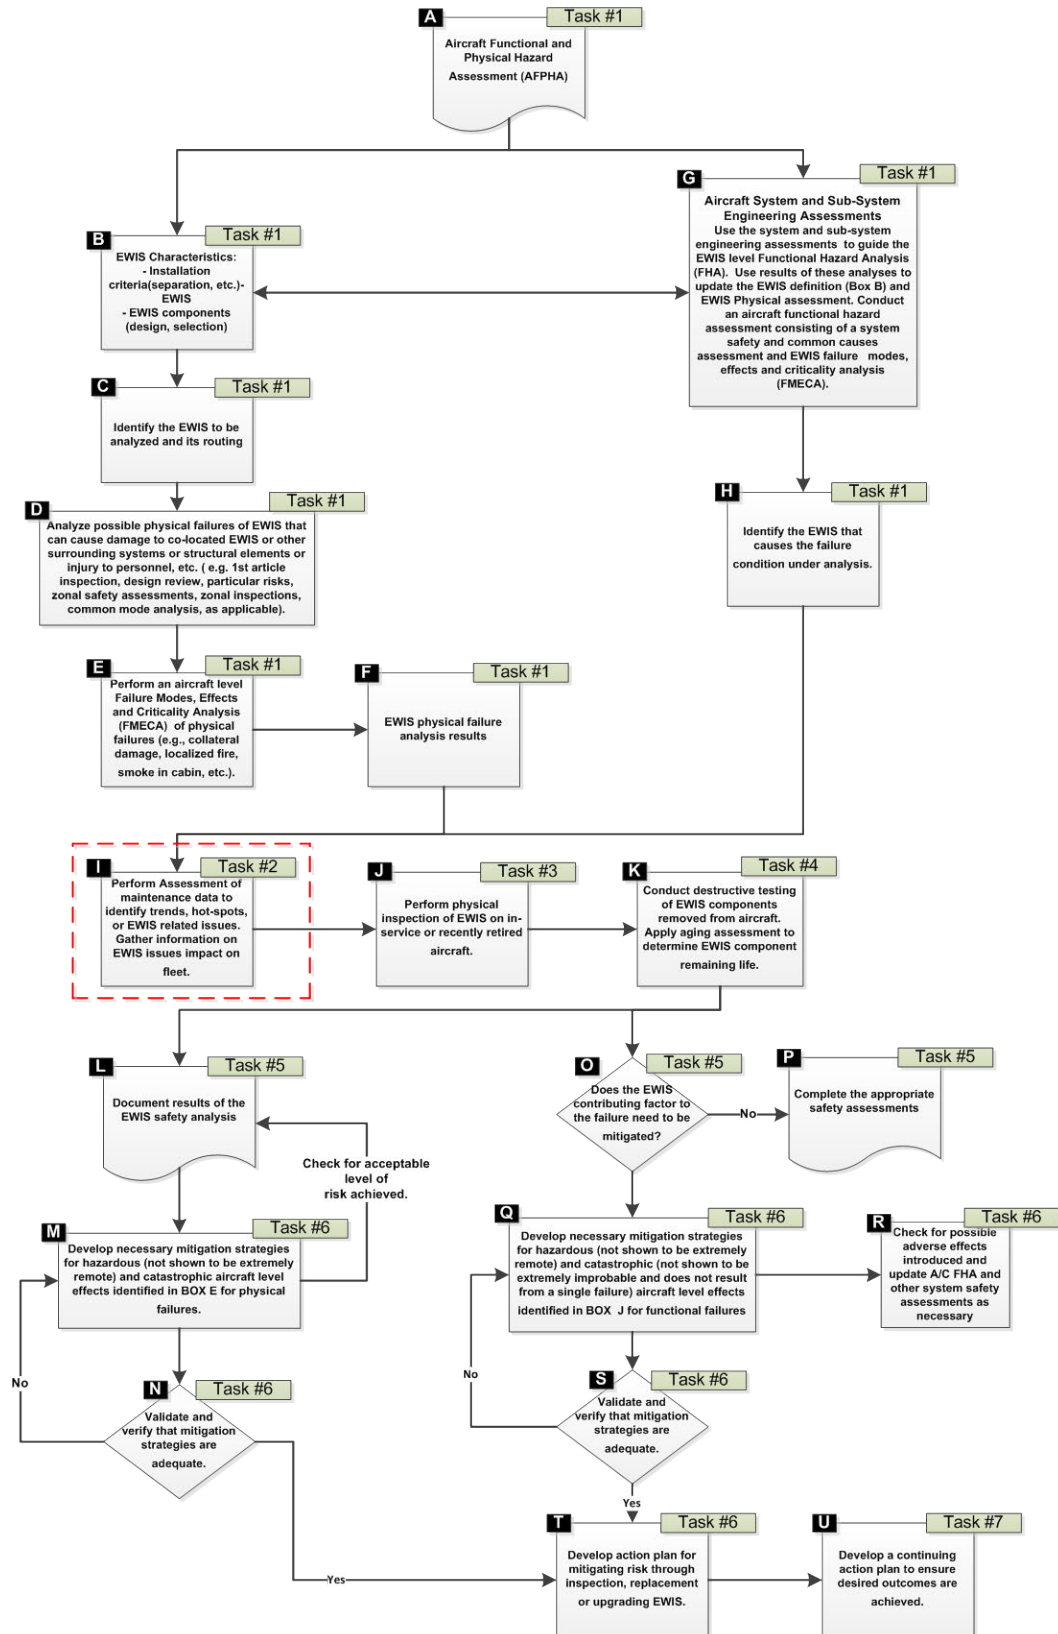 A
Task #1
Aircraft Functional and
Physical Hazard
Assessment (AFPHA)
G
Task #1
Aircraft System and Sub-System
Engineering Assessments
Use the system and sub-system
engineering assessments to guide the
EWIS level Functional Hazard Analysis
(FHA). Use results of these analyses to
update the EWIS definition (Box B) and
EWIS Physical assessment. Conduct
an aircraft functional hazard
assessment consisting of a system
safety and common causes
assessment and EWIS failure modes,
effects and criticality analysis
(FMECA).
B
Task #1
EWIS Characteristics:
- Installation
criteria(separation, etc.)-
EWIS
- EWIS components
(design, selection)
C
Task #1
Identify the EWIS to be
analyzed and its routing
D
Task #1
Analyze possible physical failures of EWIS that
can cause damage to co-located EWIS or other
surrounding systems or structural elements or
injury to personnel, etc. ( e.g. 1st article
inspection, design review, particular risks,
zonal safety assessments, zonal inspections,
common mode analysis, as applicable).
H
Task #1
Identify the EWIS that
causes the failure
condition under analysis.
E
Task #1
Perform an aircraft level
Failure Modes, Effects
and Criticality Analysis
(FMECA) of physical
failures (e.g., collateral
damage, localized fire,
smoke in cabin, etc.).
F
Task #1
EWIS physical failure
analysis results
I
Task #2
Perform Assessment of
maintenance data to
identify trends, hot-spots,
or EWIS related issues.
Gather information on
EWIS issues impact on
fleet.
J
Task #3
Perform physical
inspection of EWIS on in-
service or recently retired
aircraft.
K
Task #4
Conduct destructive testing
of EWIS components
removed from aircraft.
Apply aging assessment to
determine EWIS component
remaining life.
L
Task #5
Document results of the
EWIS safety analysis
O
Task #5
Does the EWIS
contributing factor to
the failure need to be
mitigated?
No
P
Task #5
Complete the appropriate
safety assessments
Check for acceptable
level of
risk achieved.
M
Task #6
Develop necessary mitigation strategies
for hazardous (not shown to be extremely
remote) and catastrophic aircraft level
effects identified in BOX E for physical
failures.
Q
Task #6
Develop necessary mitigation strategies
for hazardous (not shown to be extremely
remote) and catastrophic (not shown to be
extremely improbable and does not result
from a single failure) aircraft level effects
identified in BOX J for functional failures
R
Task #6
Check for possible
adverse effects
introduced and
update A/C FHA and
other system safety
assessments as
necessary
No
N
Task #6
Validate and
verify that mitigation
strategies are
adequate.
No
S
Task #6
Validate and
verify that mitigation
strategies are
adequate.
Yes
Yes
T
Task #6
Develop action plan for
mitigating risk through
inspection, replacement
or upgrading EWIS.
U
Task #7
Develop a continuing
action plan to ensure
desired outcomes are
achieved.